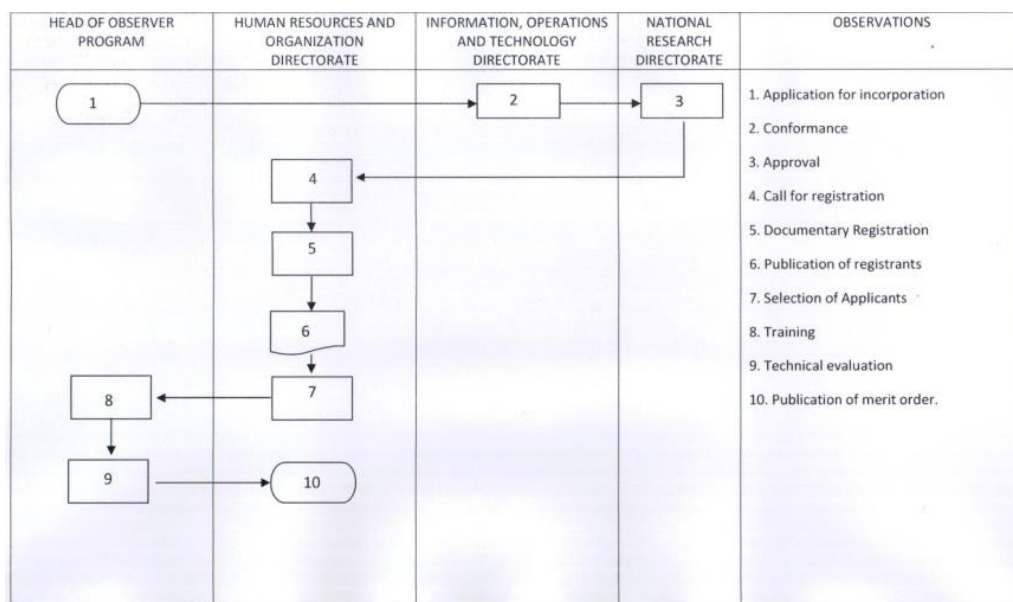 HEAD OF OBSERVER
PROGRAM
HUMAN RESOURCES AND
ORGANIZATION
DIRECTORATE
INFORMATION, OPERATIONS
AND TECHNOLOGY
DIRECTORATE
NATIONAL
RESEARCH
DIRECTORATE
OBSERVATIONS
1
2
3
4
5
6
7
8
9
10
1. Application for incorporation
2. Conformance
3. Approval
4. Call for registration
5. Documentary Registration
6. Publication of registrants
7. Selection of Applicants
8. Training
9. Technical evaluation
10. Publication of merit order.